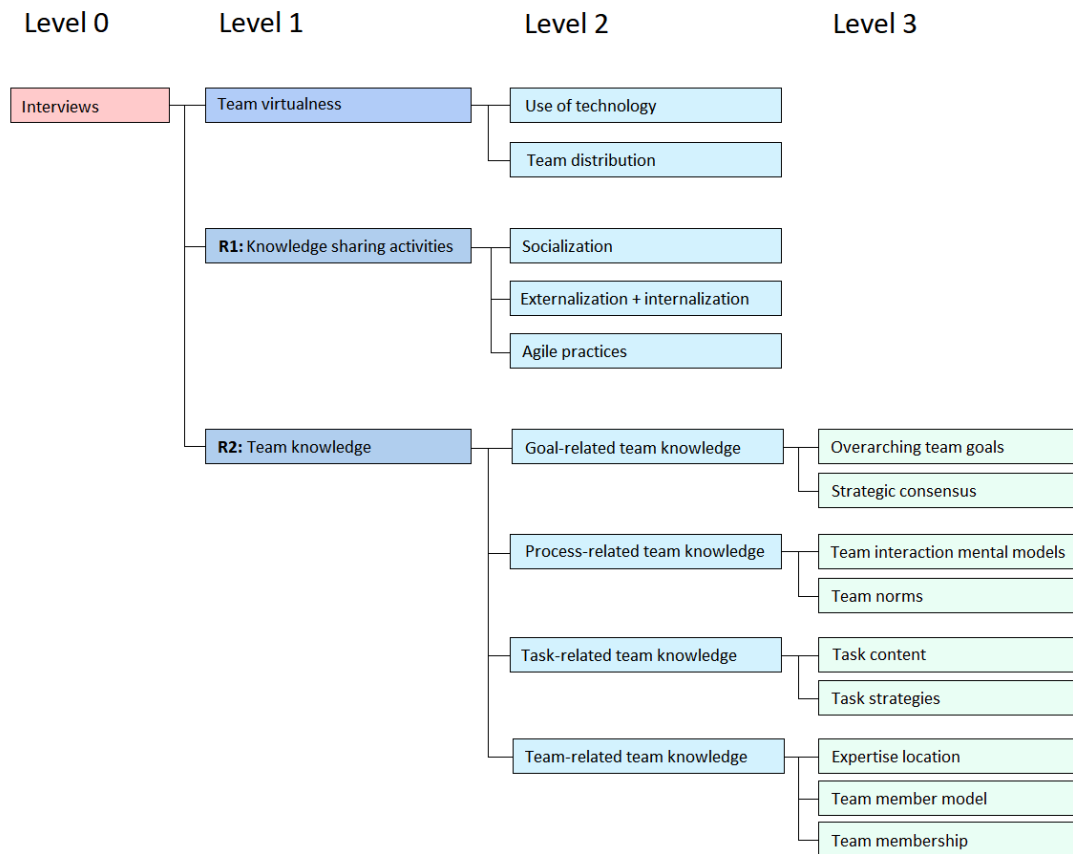 Level 0
Level 1
Level 2
Level 3
Interviews
Team virtualness
Use of technology
Team distribution
R1: Knowledge sharing activities
Socialization
Externalization + internalization
Agile practices
R2: Team knowledge
Goal-related team knowledge
Overarching team goals
Strategic consensus
Process-related team knowledge
Team interaction mental models
Team norms
Task-related team knowledge
Task content
Task strategies
Team-related team knowledge
Expertise location
Team member model
Team membership